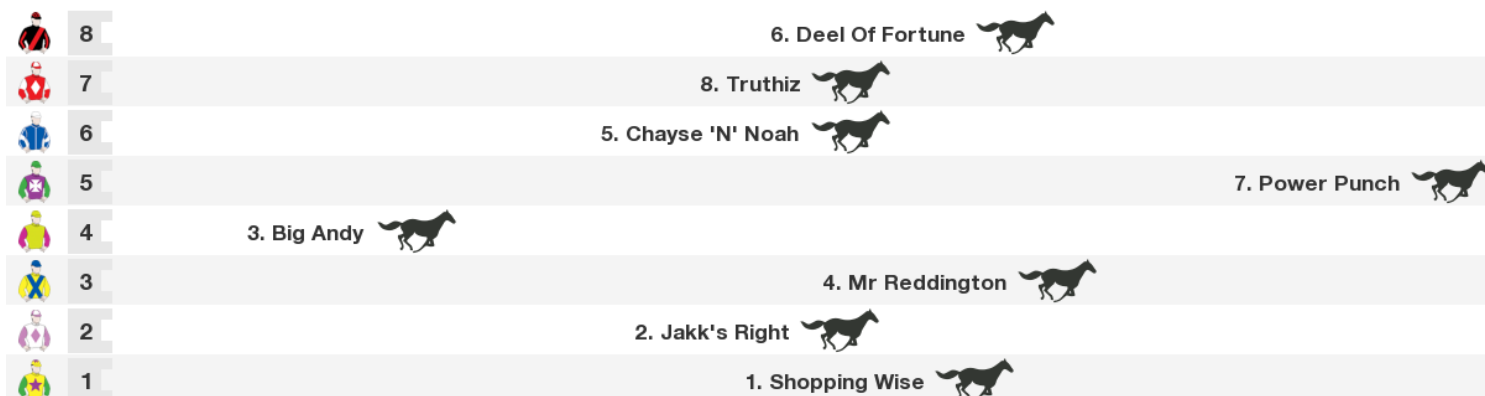 8 6. Deel Of Fortune
7 8. Truthiz
6 5. Chayse 'N' Noah
5 7. Power Punch
4 3. Big Andy
3 4. Mr Reddington
2 2. Jakk's Right
1 1. Shopping Wise